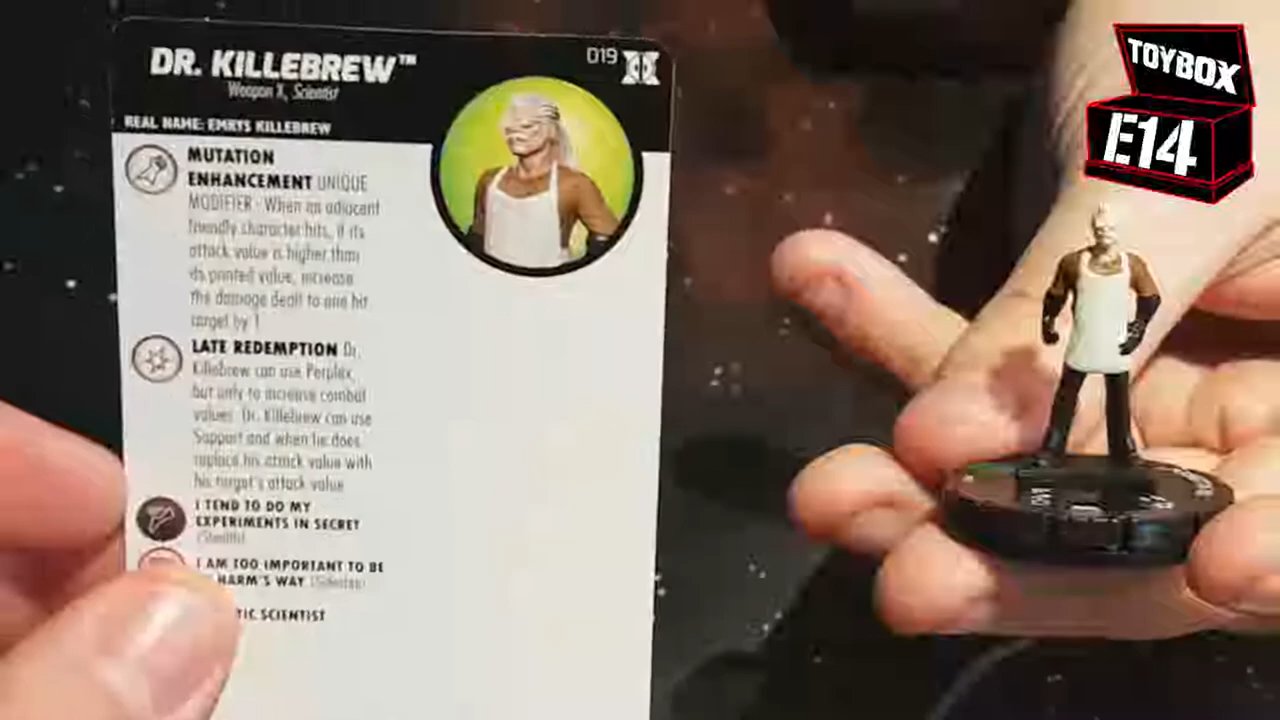 DR. KILLEBREW™
019
Weapon X, Scientist
REAL NAME: EMRYS KILLEBREW
MUTATION
ENHANCEMENT UNIQUE
MODIFIER - When an adjacent
friendly character hits, if its
attack value is higher than
its printed value, increase
the damage dealt to one hit
target by 1
LATE REDEMPTION Dr.
Killebrew can use Perplex,
but only to increase combat
values. Dr. Killebrew can use
Support and when he does,
replace his attack value with
his target's attack value
I TEND TO DO MY
EXPERIMENTS IN SECRET
(Stealth)
I AM TOO IMPORTANT TO BE
HARM'S WAY (Sidestep)
TIC SCIENTIST
TOYBOX
E14